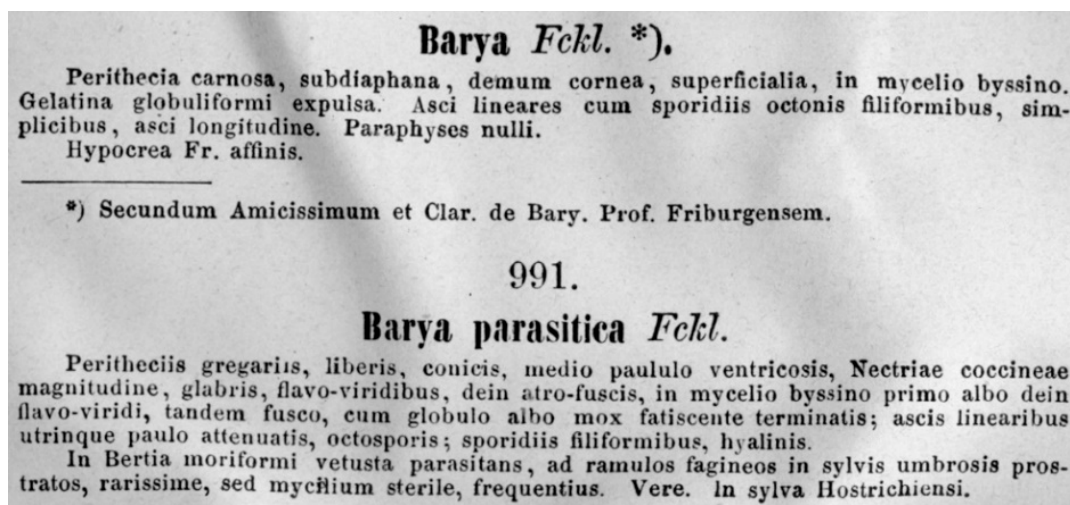 Barya Fckl. *).
Perithecia carnosa, subdiaphana, demum cornea, superficialia, in mycelio byssino.
Gelatina globuliformi expulsa. Asci lineares cum sporidiis octonis filiformibus, sim-
plicibus, asci longitudine. Paraphyses nulli.
Hypocrea Fr. affinis.
*) Secundum Amicissimum et Clar. de Bary. Prof. Friburgensem.
991.
Barya parasitica Fckl.
Peritheciis gregariis, liberis, conicis, medio paululo ventricosis, Nectriae coccineae
magnitudine, glabris, flavo-viridibus, dein atro-fuscis, in mycelio byssino primo albo dein
flavo-viridi, tandem fusco, cum globulo albo mox fatiscente terminatis; ascis linearibus
utrinque paulo attenuatis, octosporis; sporidiis filiformibus, hyalinis.
In Bertia moriformi vetusta parasitans, ad ramulos fagineos in sylvis umbrosis pros-
tratos, rarissime, sed mycelium sterile, frequentius. Vere. In sylva Hostrichiensi.